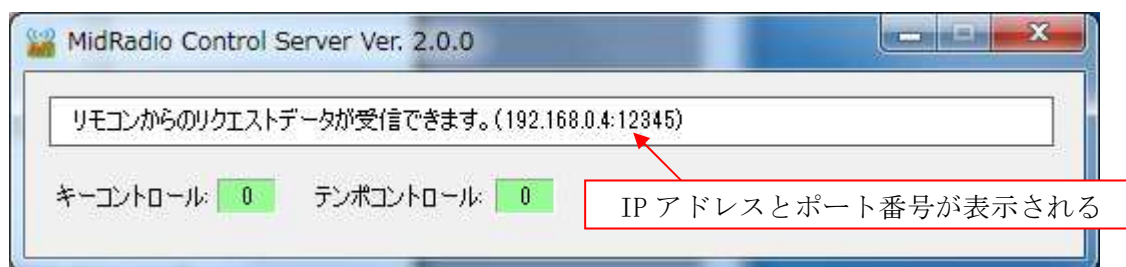 MidRadio Control Server Ver. 2.0.0
リモコンからのリクエストデータが受信できます。(192.168.0.4:12345)
キーコントロール: 0 テンポコントロール: 0
IP アドレスとポート番号が表示される